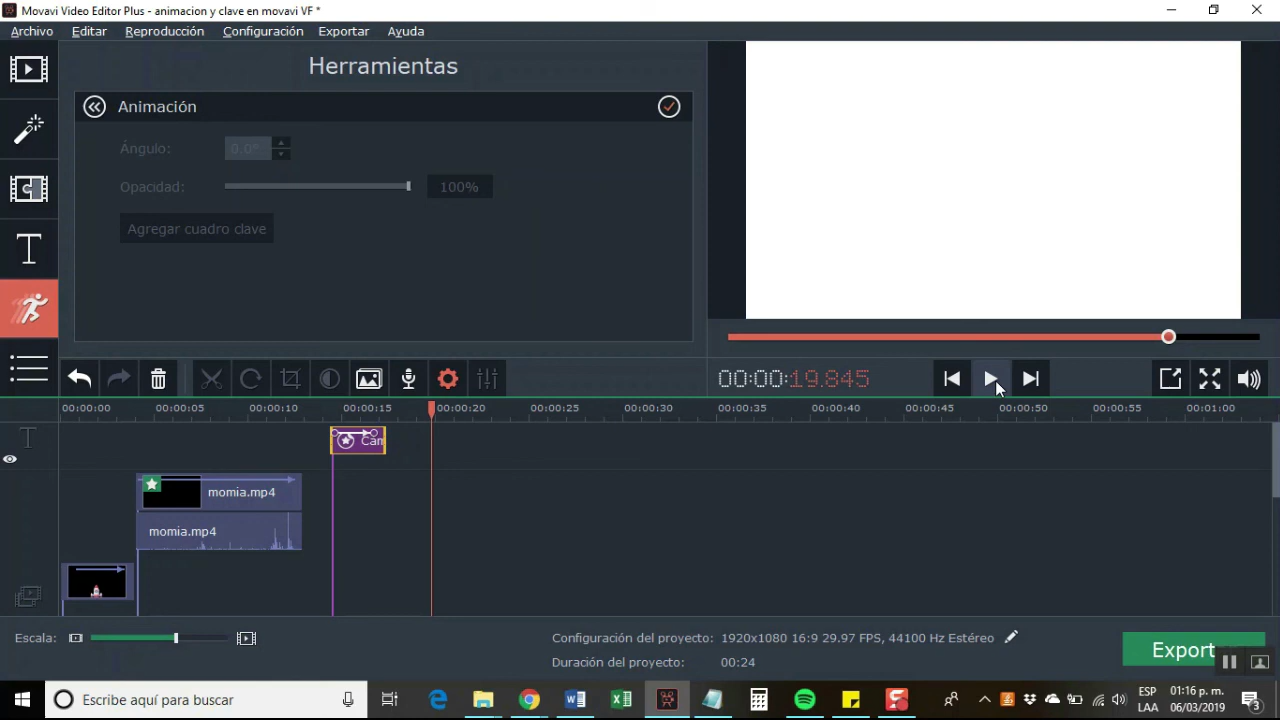 Movavi Video Editor Plus - animacion y clave en movavi VF *
Archivo Editar Reproducción Configuración Exportar Ayuda
Herramientas
Animación
Ángulo: 0.0°
Opacidad: 100%
Agregar cuadro clave
00:00:19.845
00:00:00 00:00:05 00:00:10 00:00:15 00:00:20 00:00:25 00:00:30 00:00:35 00:00:40 00:00:45 00:00:50 00:00:55 00:01:00
T
momia.mp4
momia.mp4
Escala:
Configuración del proyecto: 1920x1080 16:9 29.97 FPS, 44100 Hz Estéreo
Duración del proyecto: 00:24
Export
Escribe aquí para buscar
ESP 01:16 p. m.
LAA 06/03/2019
3